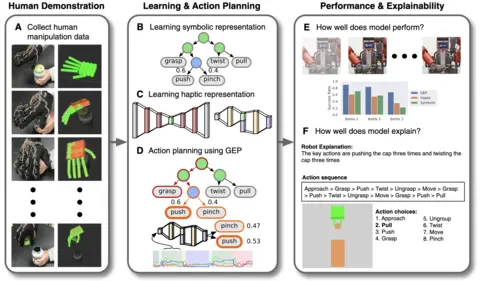 Human Demonstration
Learning & Action Planning
Performance & Explainability
A Collect human
manipulation data
B Learning symbolic representation
grasp
twist
pull
0.6
0.4
push
pinch
C Learning haptic representation
D Action planning using GEP
grasp
twist
pull
0.6
0.4
push
pinch
pinch 0.47
push 0.53
E How well does model perform?
Success Rate
GEP
Haptic
Symbolic
Bottle 1
Bottle 2
Bottle 3
F How well does model explain?
Robot Explanation:
The key actions are pushing the cap three times and twisting the
cap three times
Action sequence
Approach > Grasp > Push > Twist > Ungrasp > Move > Grasp
> Push > Twist > Ungrasp > Move > Grasp > Push > Pull
Action choices:
1. Approach
2. Pull
3. Push
4. Grasp
5. Ungroup
6. Twist
7. Move
8. Pinch